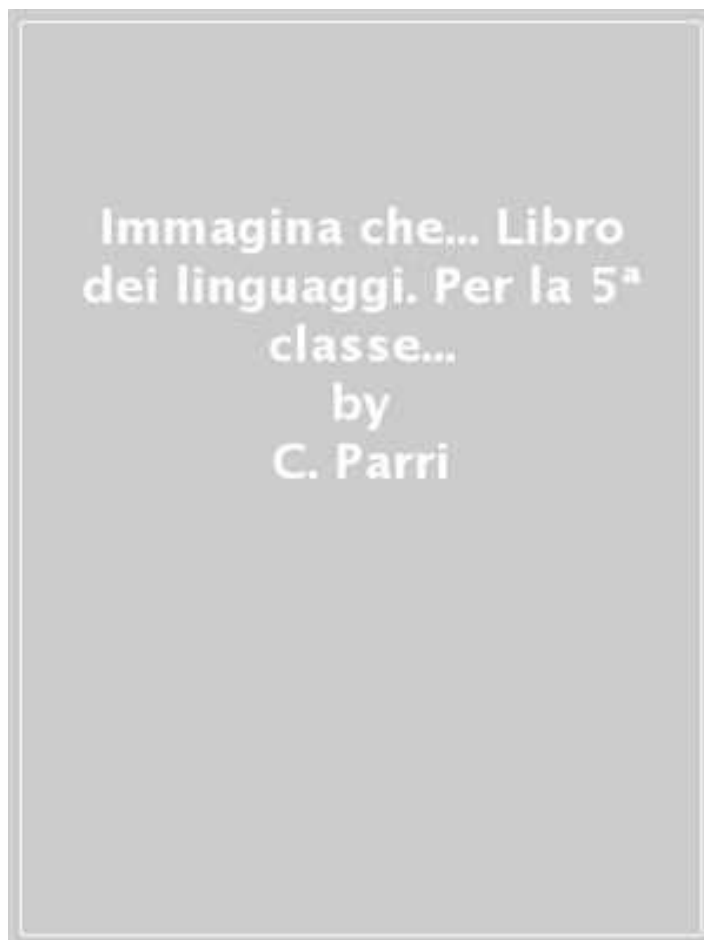 Immagina che... Libro
dei linguaggi. Per la 5ª
classe...
by
C. Parri